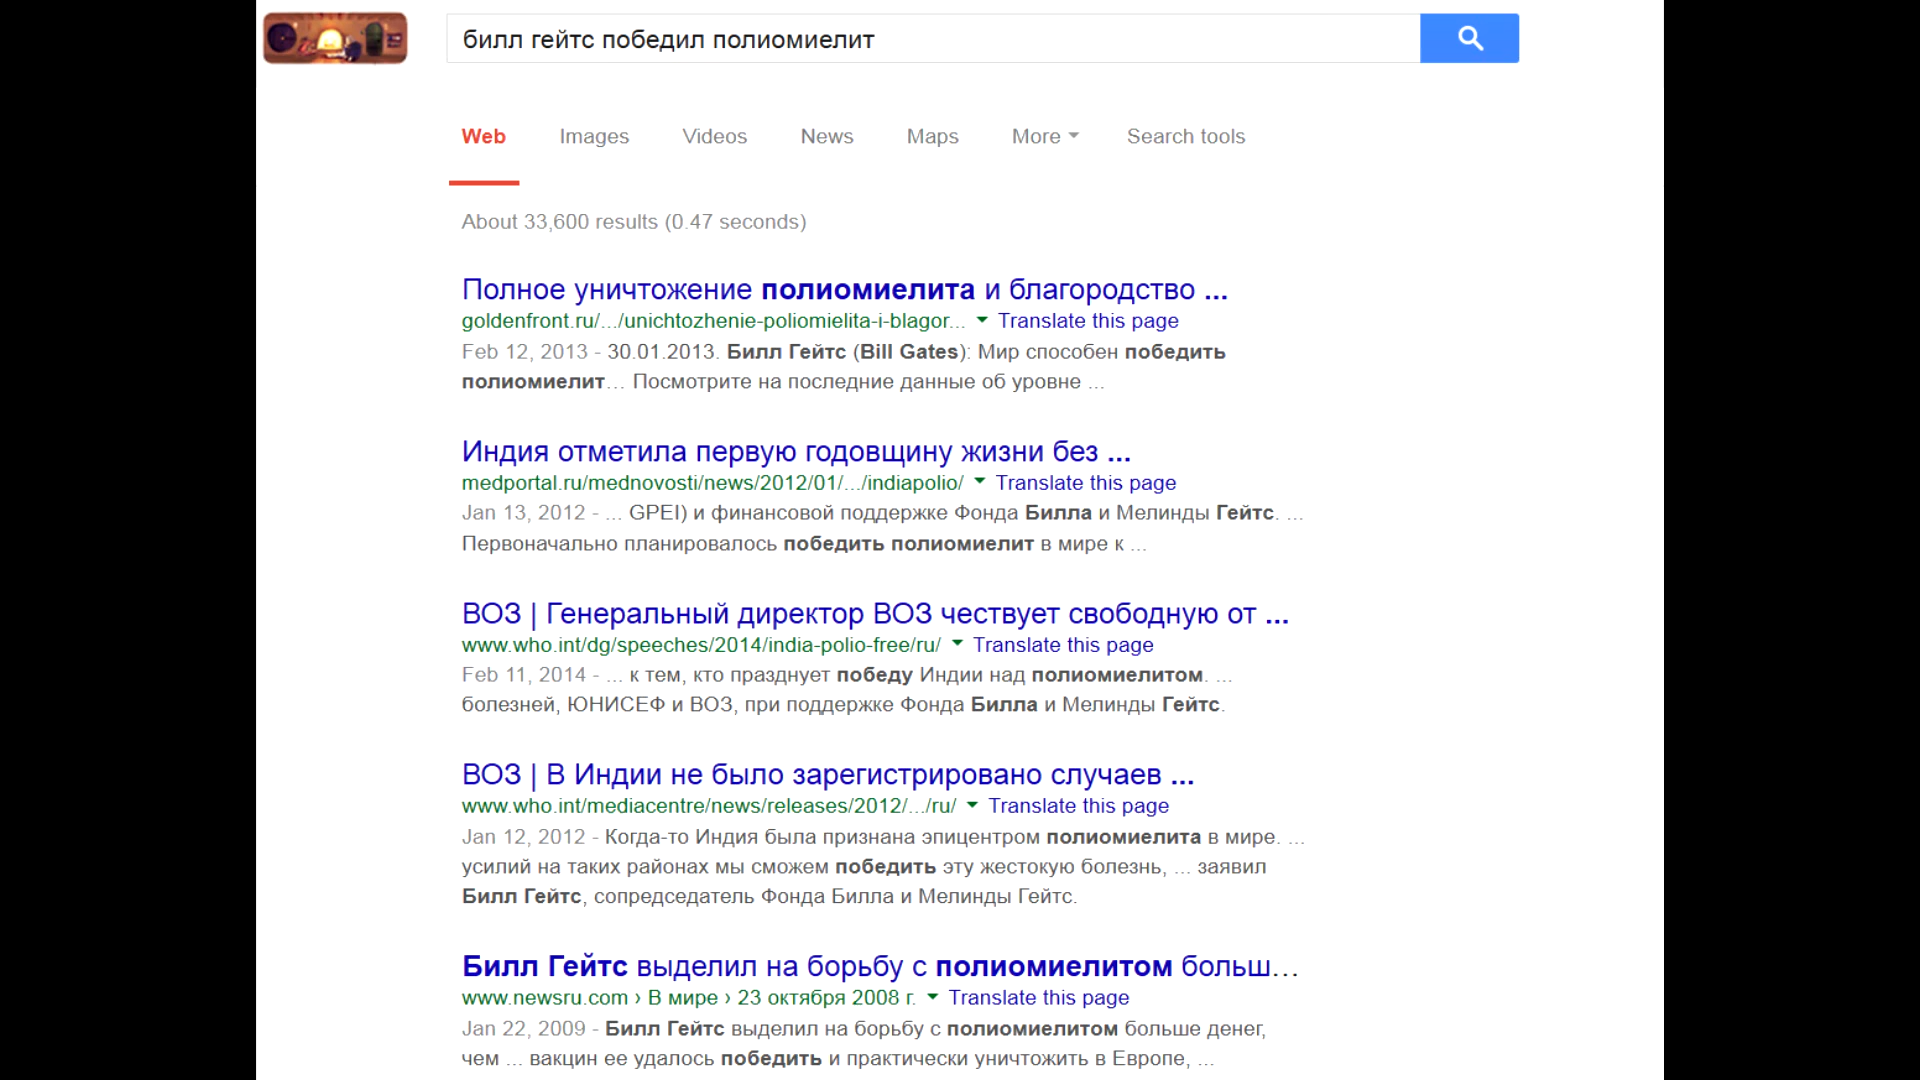 билл гейтс победил полиомиелит
Web Images Videos News Maps More Search tools
About 33,600 results (0.47 seconds)
Полное уничтожение полиомиелита и благородство ...
goldenfront.ru/.../unichtozhenie-poliomielita-i-blagor... Translate this page
Feb 12, 2013 - 30.01.2013. Билл Гейтс (Bill Gates): Мир способен победить
полиомиелит… Посмотрите на последние данные об уровне ...
Индия отметила первую годовщину жизни без ...
medportal.ru/mednovosti/news/2012/01/.../indiapolio/ Translate this page
Jan 13, 2012 - ... GPEI) и финансовой поддержке Фонда Билла и Мелинды Гейтс. ...
Первоначально планировалось победить полиомиелит в мире к ...
ВОЗ | Генеральный директор ВОЗ чествует свободную от ...
www.who.int/dg/speeches/2014/india-polio-free/ru/ Translate this page
Feb 11, 2014 - ... к тем, кто празднует победу Индии над полиомиелитом. ...
болезней, ЮНИСЕФ и ВОЗ, при поддержке Фонда Билла и Мелинды Гейтс.
ВОЗ | В Индии не было зарегистрировано случаев ...
www.who.int/mediacentre/news/releases/2012/.../ru/ Translate this page
Jan 12, 2012 - Когда-то Индия была признана эпицентром полиомиелита в мире. ...
усилий на таких районах мы сможем победить эту жестокую болезнь, ... заявил
Билл Гейтс, сопредседатель Фонда Билла и Мелинды Гейтс.
Билл Гейтс выделил на борьбу с полиомиелитом больш...
www.newsru.com › В мире › 23 октября 2008 г. Translate this page
Jan 22, 2009 - Билл Гейтс выделил на борьбу с полиомиелитом больше денег,
чем ... вакцин ее удалось победить и практически уничтожить в Европе, ...